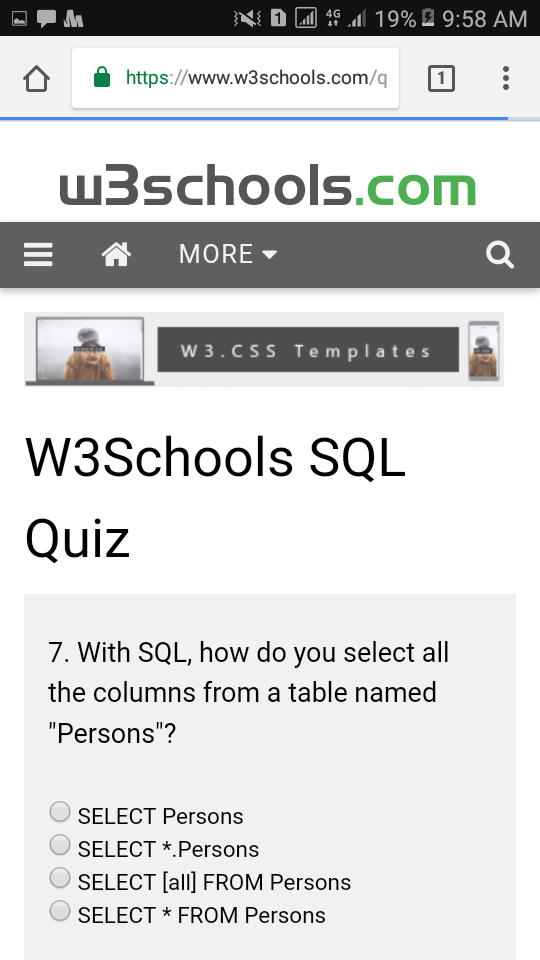 1 4G 19% 9:58 AM
https://www.w3schools.com/q 1
w3schools.com
MORE
W3.CSS Templates
W3Schools SQL
Quiz
7. With SQL, how do you select all
the columns from a table named
"Persons"?
SELECT Persons
SELECT *.Persons
SELECT [all] FROM Persons
SELECT * FROM Persons